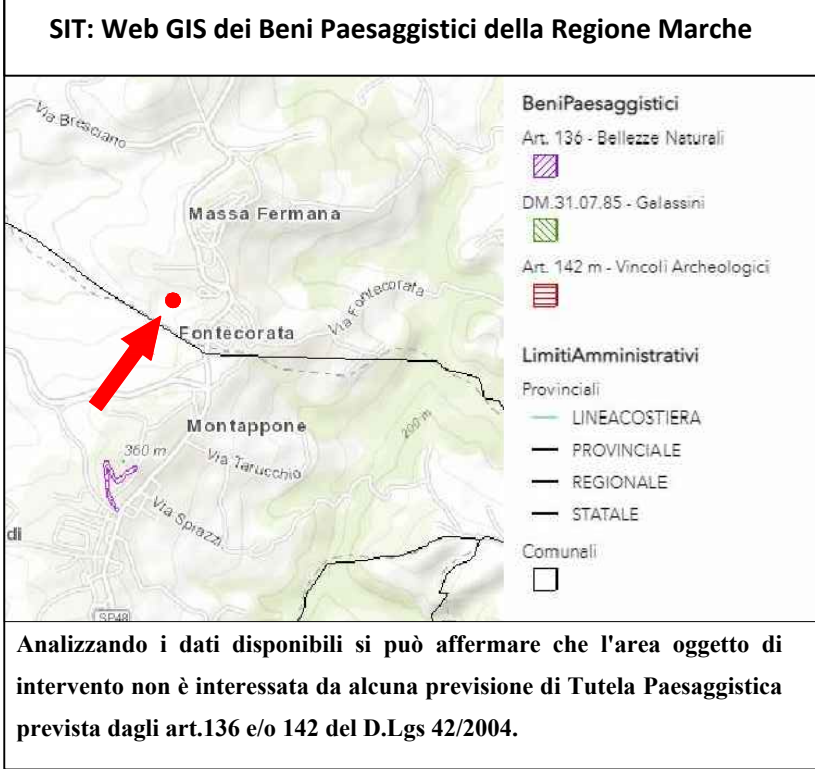 SIT: Web GIS dei Beni Paesaggistici della Regione Marche
Via Bresciano
Massa Fermana
Via Fontecorata
Fontecorata
Montappone
200 m
360 m
Via Tarucchio
Via Sprazzi
di
SP48
BeniPaesaggistici
Art. 136 - Bellezze Naturali
DM.31.07.85 - Galassini
Art. 142 m - Vincoli Archeologici
LimitiAmministrativi
Provinciali
LINEACOSTIERA
PROVINCIALE
REGIONALE
STATALE
Comunali
Analizzando i dati disponibili si può affermare che l'area oggetto di
intervento non è interessata da alcuna previsione di Tutela Paesaggistica
prevista dagli art.136 e/o 142 del D.Lgs 42/2004.